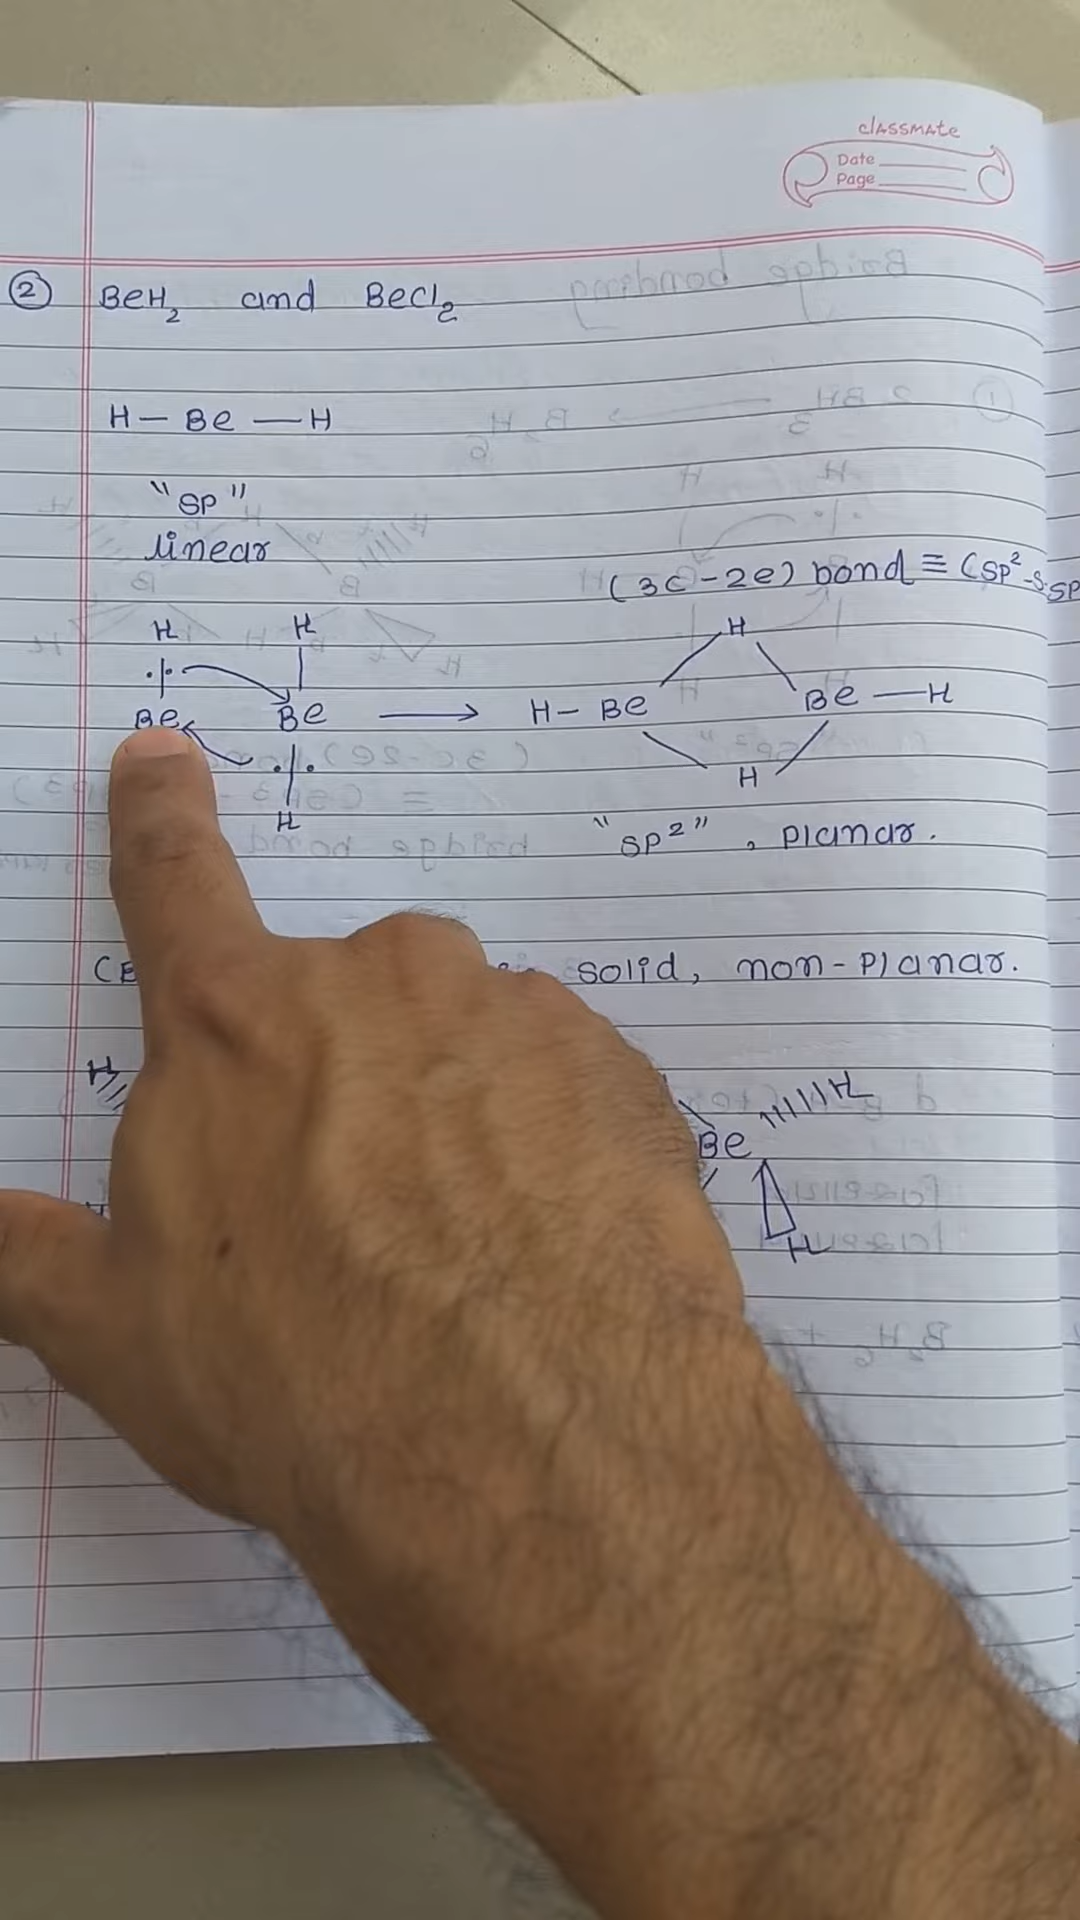 classmate
Date
Page
② BeH₂ and BeCl₂
H — Be — H
"sp"
linear
(3c-2e) bond ≡ (sp²-s-sp
H H H
Be Be ⟶ H - Be Be — H
H H
"sp²", planar.
solid, non-planar.
H H
Be
H